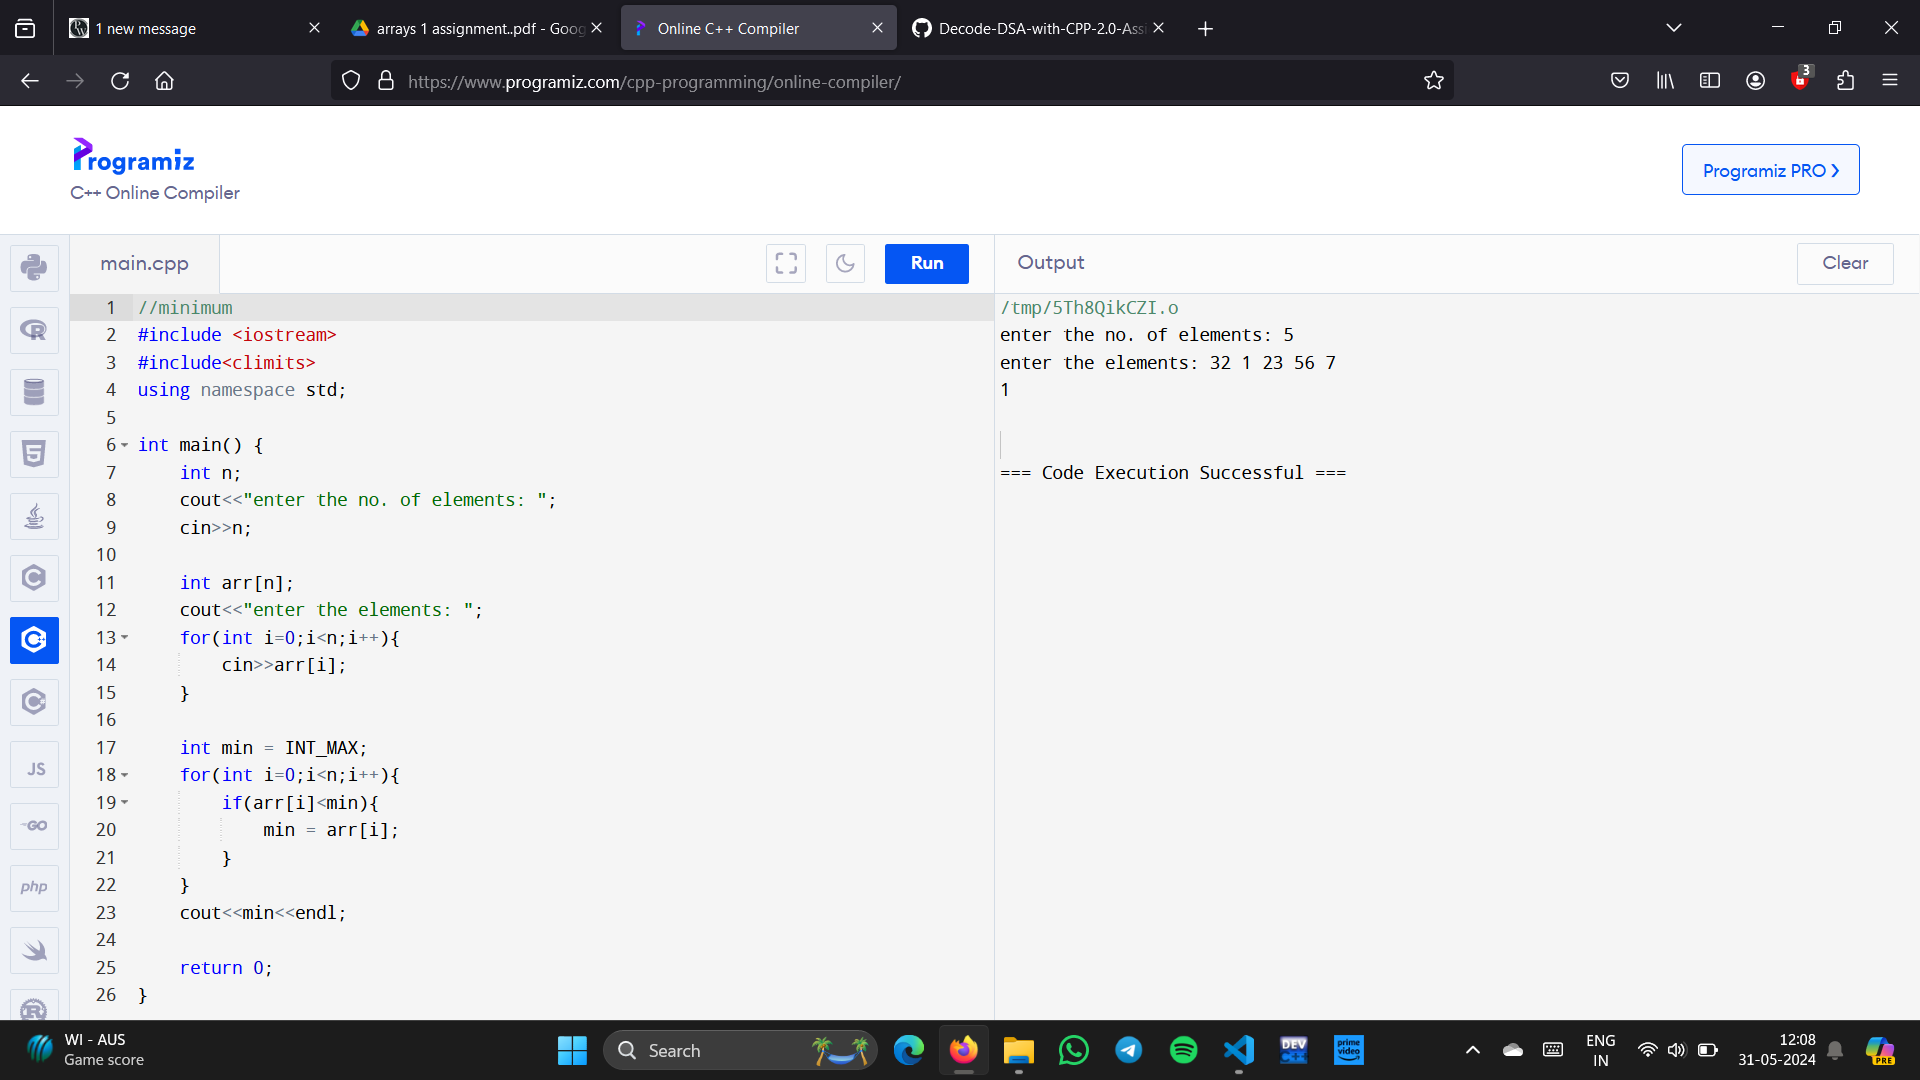 1 new message
arrays 1 assignment..pdf - Goog
Online C++ Compiler
Decode-DSA-with-CPP-2.0-Assi
https://www.programiz.com/cpp-programming/online-compiler/
3
Programiz
C++ Online Compiler
Programiz PRO
main.cpp
Run
Output
Clear
1 //minimum
2 #include <iostream>
3 #include<climits>
4 using namespace std;
5
6 int main() {
7 int n;
8 cout<<"enter the no. of elements: ";
9 cin>>n;
10
11 int arr[n];
12 cout<<"enter the elements: ";
13 for(int i=0;i<n;i++){
14 cin>>arr[i];
15 }
16
17 int min = INT_MAX;
18 for(int i=0;i<n;i++){
19 if(arr[i]<min){
20 min = arr[i];
21 }
22 }
23 cout<<min<<endl;
24
25 return 0;
26 }
/tmp/5Th8QikCZI.o
enter the no. of elements: 5
enter the elements: 32 1 23 56 7
1
=== Code Execution Successful ===
JS
GO
php
WI - AUS
Game score
Search
DEV
C++
prime
video
ENG
IN
12:08
31-05-2024
PRE